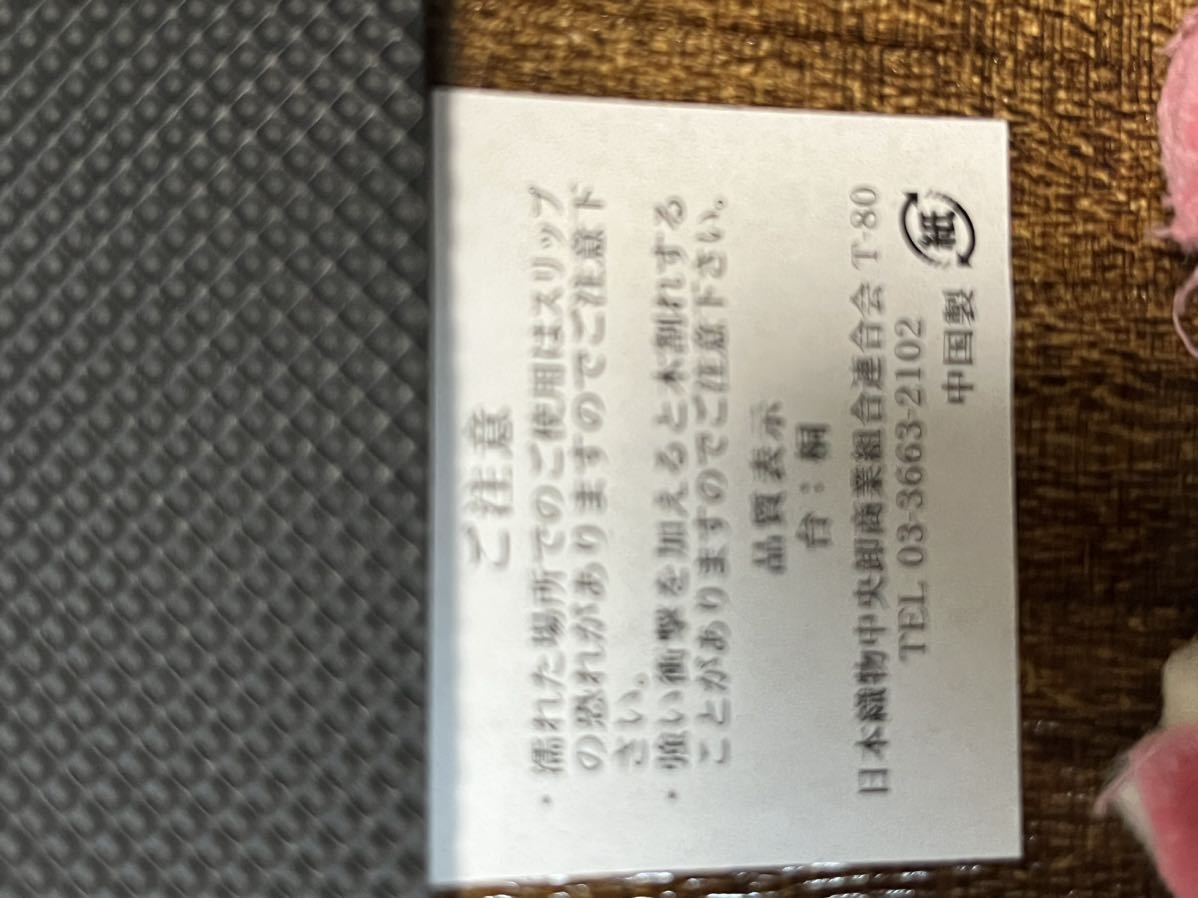 ご注意
・濡れた場所でのご使用はスリップ
の恐れがありますのでご注意下
さい。
・強い衝撃を加えると木割れする
ことがありますのでご注意下さい。
品質表示
台：桐
日本織物中央卸商業組合連合会 T-80
TEL 03-3663-2102
中国製 紙